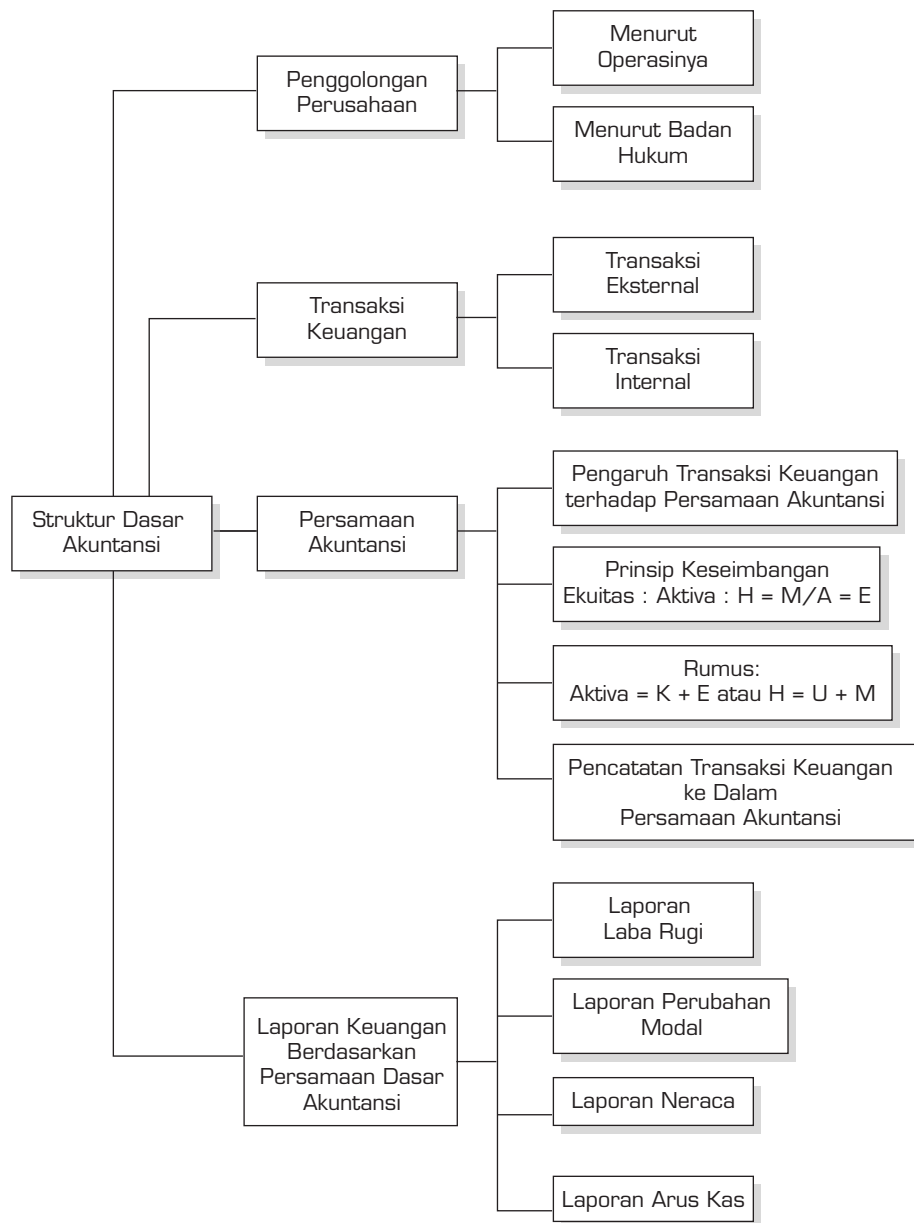 Menurut
Operasinya
Penggolongan
Perusahaan
Menurut Badan
Hukum
Transaksi
Eksternal
Transaksi
Keuangan
Transaksi
Internal
Pengaruh Transaksi Keuangan
terhadap Persamaan Akuntansi
Struktur Dasar
Akuntansi
Persamaan
Akuntansi
Prinsip Keseimbangan
Ekuitas : Aktiva : H = M/A = E
Rumus:
Aktiva = K + E atau H = U + M
Pencatatan Transaksi Keuangan
ke Dalam
Persamaan Akuntansi
Laporan
Laba Rugi
Laporan Keuangan
Berdasarkan
Persamaan Dasar
Akuntansi
Laporan Perubahan
Modal
Laporan Neraca
Laporan Arus Kas